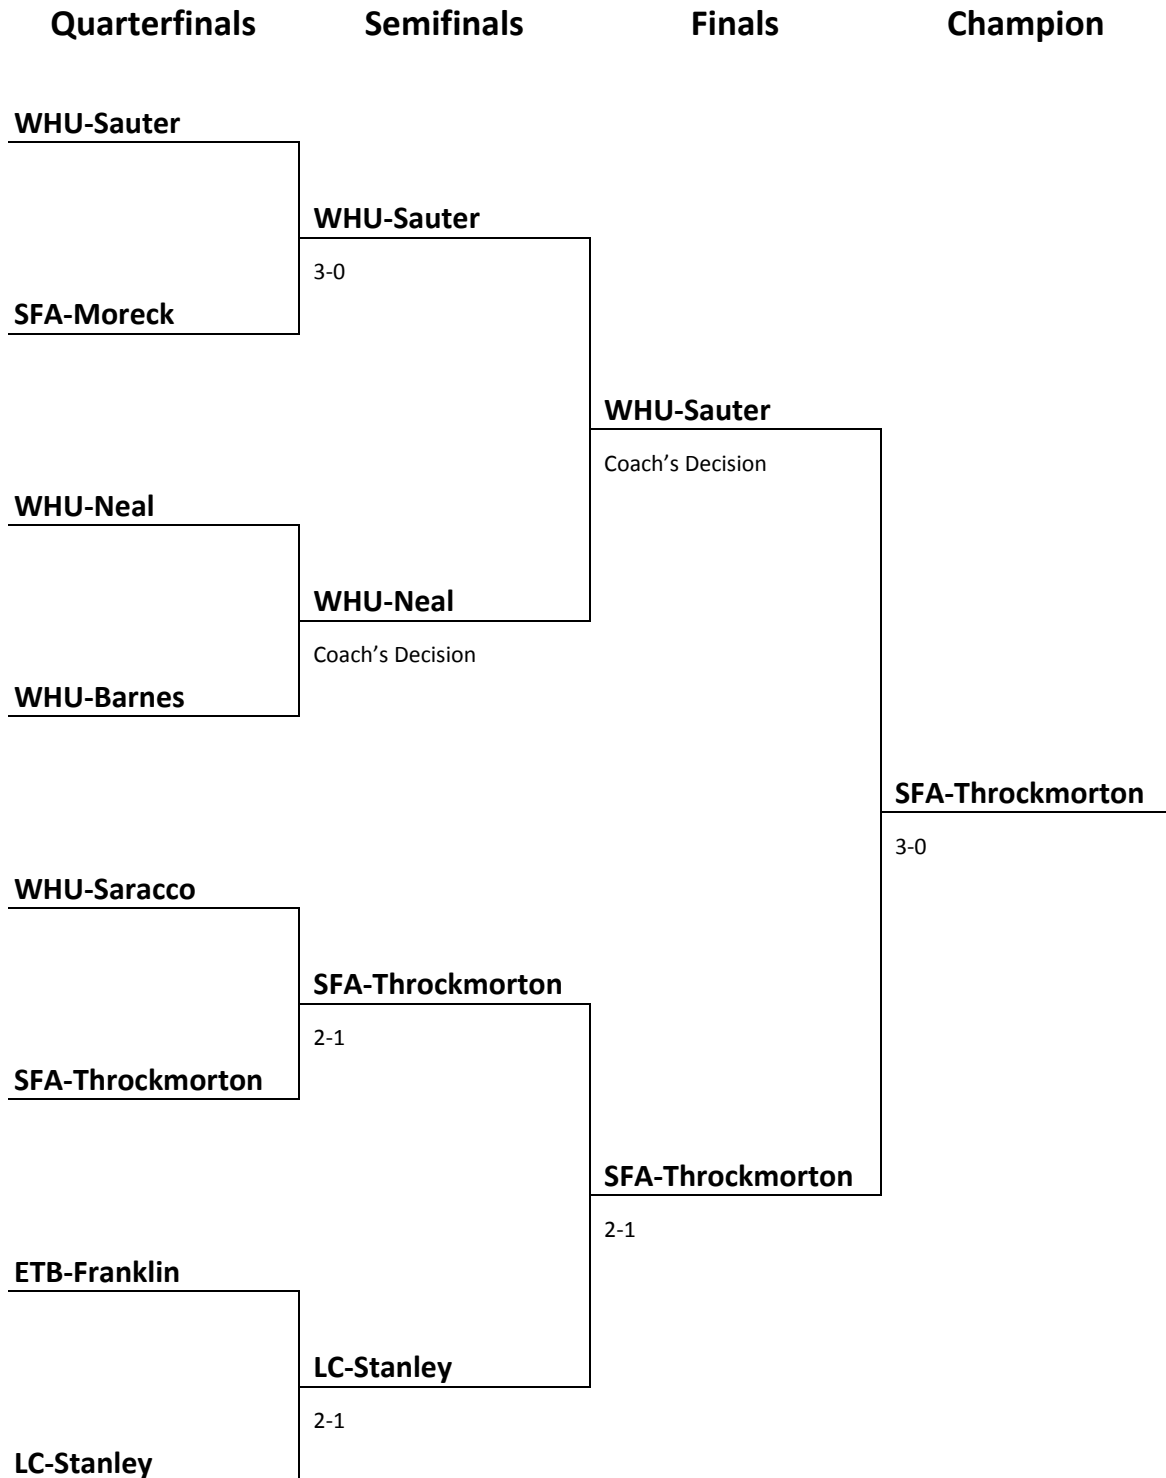 Quarterfinals Semifinals Finals Champion
WHU-Sauter
WHU-Sauter
3-0
SFA-Moreck
WHU-Sauter
Coach’s Decision
WHU-Neal
WHU-Neal
Coach’s Decision
WHU-Barnes
SFA-Throckmorton
3-0
WHU-Saracco
SFA-Throckmorton
2-1
SFA-Throckmorton
SFA-Throckmorton
2-1
ETB-Franklin
LC-Stanley
2-1
LC-Stanley